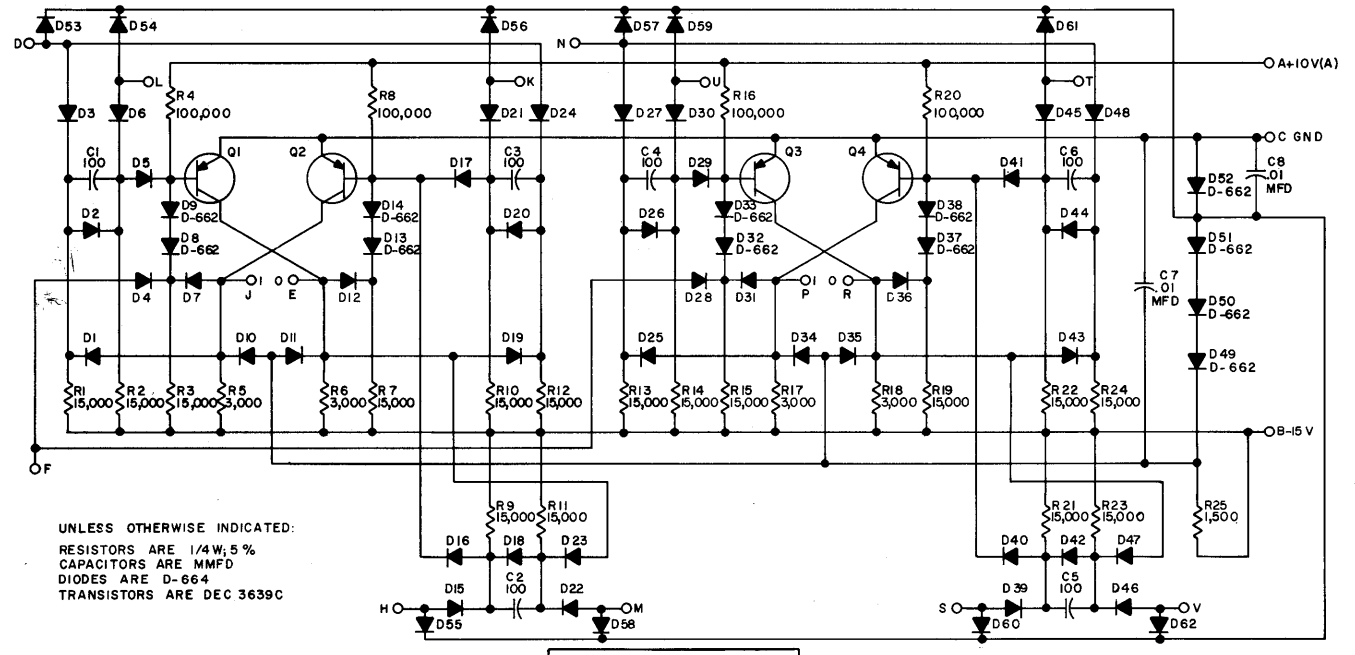 D53
D54
D56
D57
D59
D61
D
N
L
K
U
T
A+10V(A)
D3
D6
R4
100,000
R8
100,000
D21
D24
D27
D30
R16
100,000
R20
100,000
D45
D48
C GND
C1
100
D5
Q1
Q2
D17
C3
100
C4
100
D29
Q3
Q4
D41
C6
100
D52
D-662
C8
.01
MFD
D2
D9
D-662
D14
D-662
D20
D26
D33
D-662
D38
D-662
D44
D8
D-662
D13
D-662
D32
D-662
D37
D-662
D51
D-662
D4
D7
1
J
0
E
D12
D28
D31
1
P
0
R
D36
C7
.01
MFD
D50
D-662
D1
D10
D11
D19
D25
D34
D35
D43
D49
D-662
R1
15,000
R2
15,000
R3
15,000
R5
3,000
R6
3,000
R7
15,000
R10
15,000
R12
15,000
R13
15,000
R14
15,000
R15
15,000
R17
3,000
R18
3,000
R19
15,000
R22
15,000
R24
15,000
B-15V
F
R9
15,000
R11
15,000
R21
15,000
R23
15,000
R25
1,500
UNLESS OTHERWISE INDICATED:
RESISTORS ARE 1/4W; 5%
CAPACITORS ARE MMFD
DIODES ARE D-664
TRANSISTORS ARE DEC 3639C
D16
D18
D23
D40
D42
D47
H
D15
C2
100
D22
M
S
D39
C5
100
D46
V
D55
D58
D60
D62